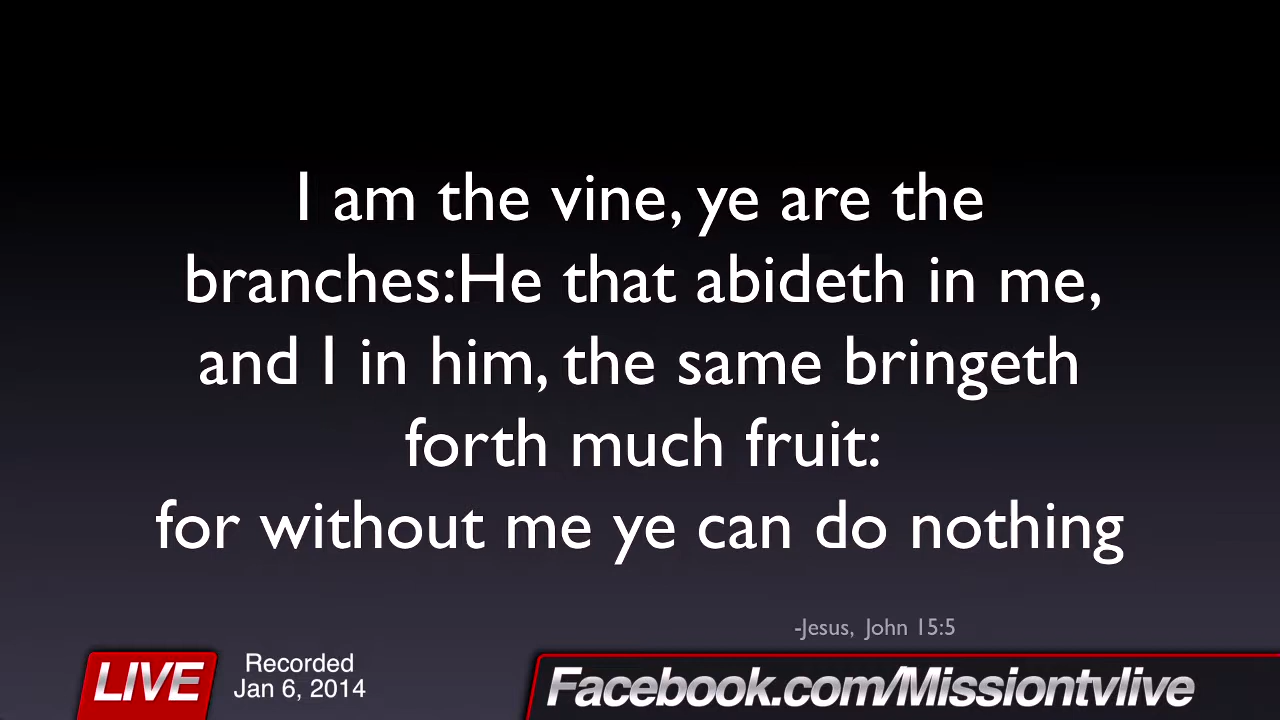 I am the vine, ye are the
branches:He that abideth in me,
and I in him, the same bringeth
forth much fruit:
for without me ye can do nothing
-Jesus, John 15:5
LIVE
Recorded
Jan 6, 2014
Facebook.com/Missiontvlive